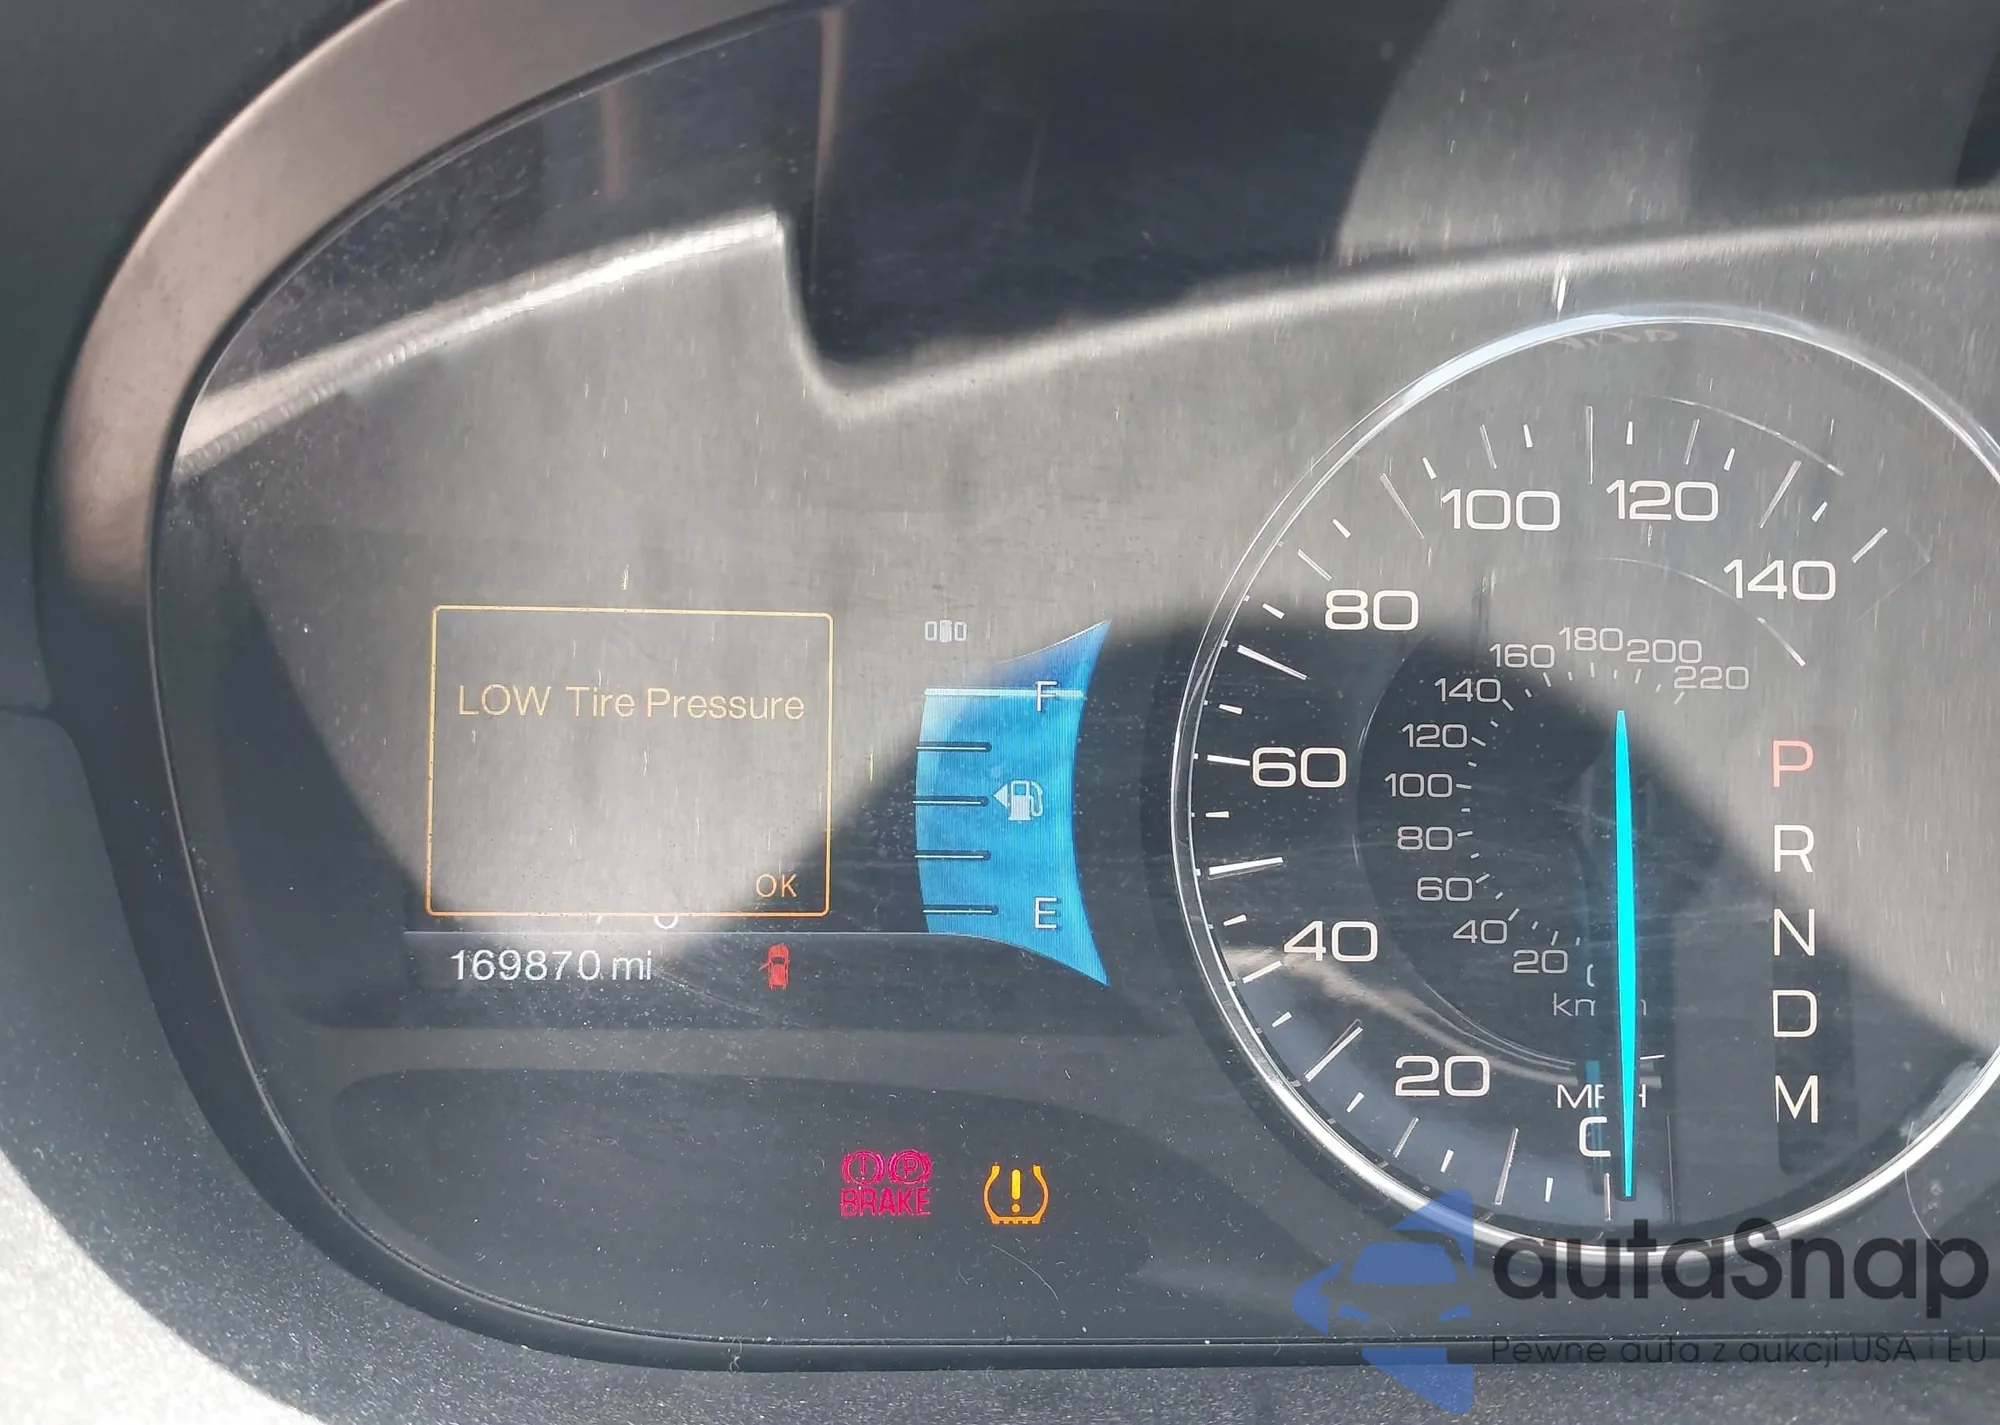 LOW Tire Pressure
OK
169870 mi
F
E
BRAKE
P
20
40
60
80
100
120
140
20
40
60
80
100
120
140
160
180
200
220
P
R
N
D
M
autaSnap
Pewne auta z aukcji USA i EU